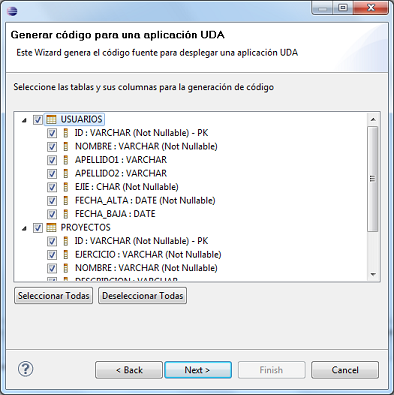 Generar código para una aplicación UDA
Este Wizard genera el código fuente para desplegar una aplicación UDA
Seleccione las tablas y sus columnas para la generación de código
USUARIOS
ID : VARCHAR (Not Nullable) - PK
NOMBRE : VARCHAR (Not Nullable)
APELLIDO1 : VARCHAR
APELLIDO2 : VARCHAR
EJIE : CHAR (Not Nullable)
FECHA_ALTA : DATE (Not Nullable)
FECHA_BAJA : DATE
PROYECTOS
ID : VARCHAR (Not Nullable) - PK
EJERCICIO : VARCHAR (Not Nullable)
NOMBRE : VARCHAR (Not Nullable)
DESCRIPCION : VARCHAR
Seleccionar Todas Deseleccionar Todas
? < Back Next > Finish Cancel